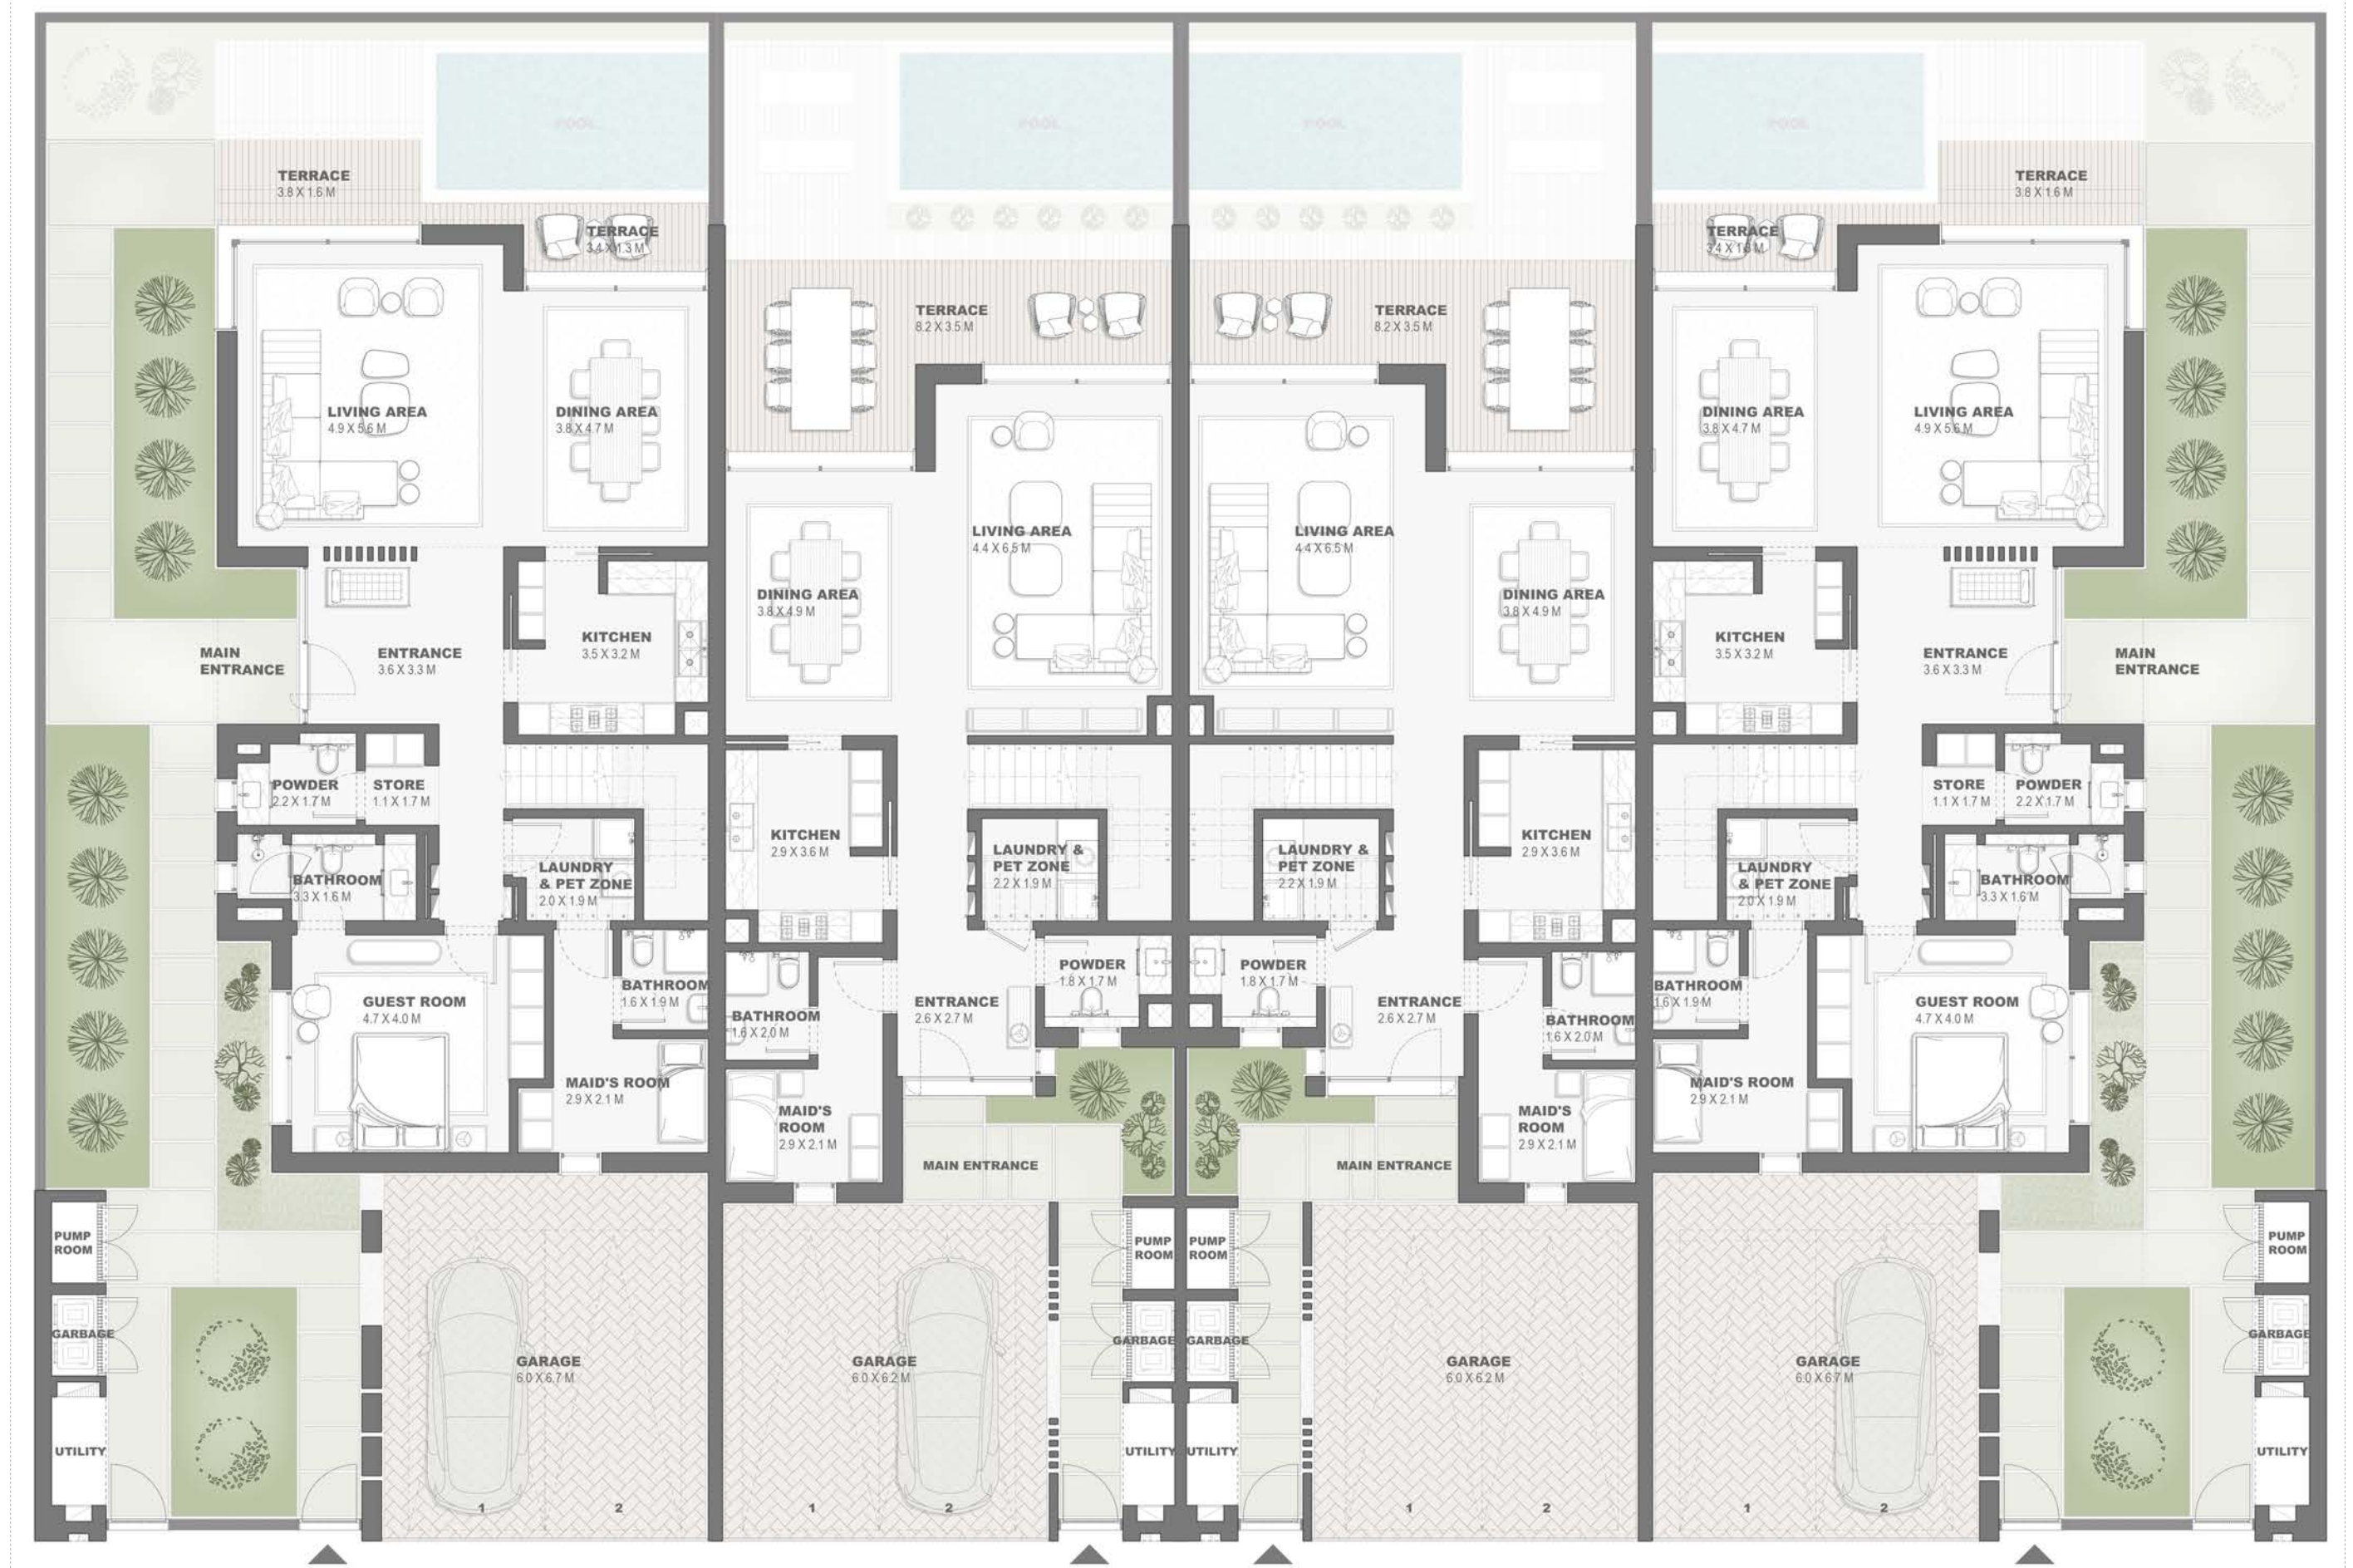 POOL
POOL
POOL
POOL
TERRACE
3.8 X 1.6 M
TERRACE
3.4 X 1.3 M
LIVING AREA
4.9 X 5.6 M
DINING AREA
3.8 X 4.7 M
MAIN
ENTRANCE
ENTRANCE
3.6 X 3.3 M
KITCHEN
3.5 X 3.2 M
POWDER
2.2 X 1.7 M
STORE
1.1 X 1.7 M
BATHROOM
3.3 X 1.6 M
LAUNDRY
& PET ZONE
2.0 X 1.9 M
GUEST ROOM
4.7 X 4.0 M
BATHROOM
1.6 X 1.9 M
MAID'S ROOM
2.9 X 2.1 M
PUMP
ROOM
GARBAGE
UTILITY
GARAGE
6.0 X 6.7 M
1
2
TERRACE
8.2 X 3.5 M
LIVING AREA
4.4 X 6.5 M
DINING AREA
3.8 X 4.9 M
KITCHEN
2.9 X 3.6 M
LAUNDRY &
PET ZONE
2.2 X 1.9 M
POWDER
1.8 X 1.7 M
ENTRANCE
2.6 X 2.7 M
BATHROOM
1.6 X 2.0 M
MAID'S
ROOM
2.9 X 2.1 M
MAIN ENTRANCE
PUMP
ROOM
GARBAGE
UTILITY
GARAGE
6.0 X 6.2 M
1
2
TERRACE
8.2 X 3.5 M
LIVING AREA
4.4 X 6.5 M
DINING AREA
3.8 X 4.9 M
KITCHEN
2.9 X 3.6 M
LAUNDRY &
PET ZONE
2.2 X 1.9 M
POWDER
1.8 X 1.7 M
ENTRANCE
2.6 X 2.7 M
BATHROOM
1.6 X 2.0 M
MAID'S
ROOM
2.9 X 2.1 M
MAIN ENTRANCE
PUMP
ROOM
GARBAGE
UTILITY
GARAGE
6.0 X 6.2 M
1
2
TERRACE
3.8 X 1.6 M
TERRACE
3.4 X 1.3 M
DINING AREA
3.8 X 4.7 M
LIVING AREA
4.9 X 5.6 M
KITCHEN
3.5 X 3.2 M
ENTRANCE
3.6 X 3.3 M
MAIN
ENTRANCE
STORE
1.1 X 1.7 M
POWDER
2.2 X 1.7 M
LAUNDRY
& PET ZONE
2.0 X 1.9 M
BATHROOM
3.3 X 1.6 M
BATHROOM
1.6 X 1.9 M
GUEST ROOM
4.7 X 4.0 M
MAID'S ROOM
2.9 X 2.1 M
PUMP
ROOM
GARBAGE
UTILITY
GARAGE
6.0 X 6.7 M
1
2